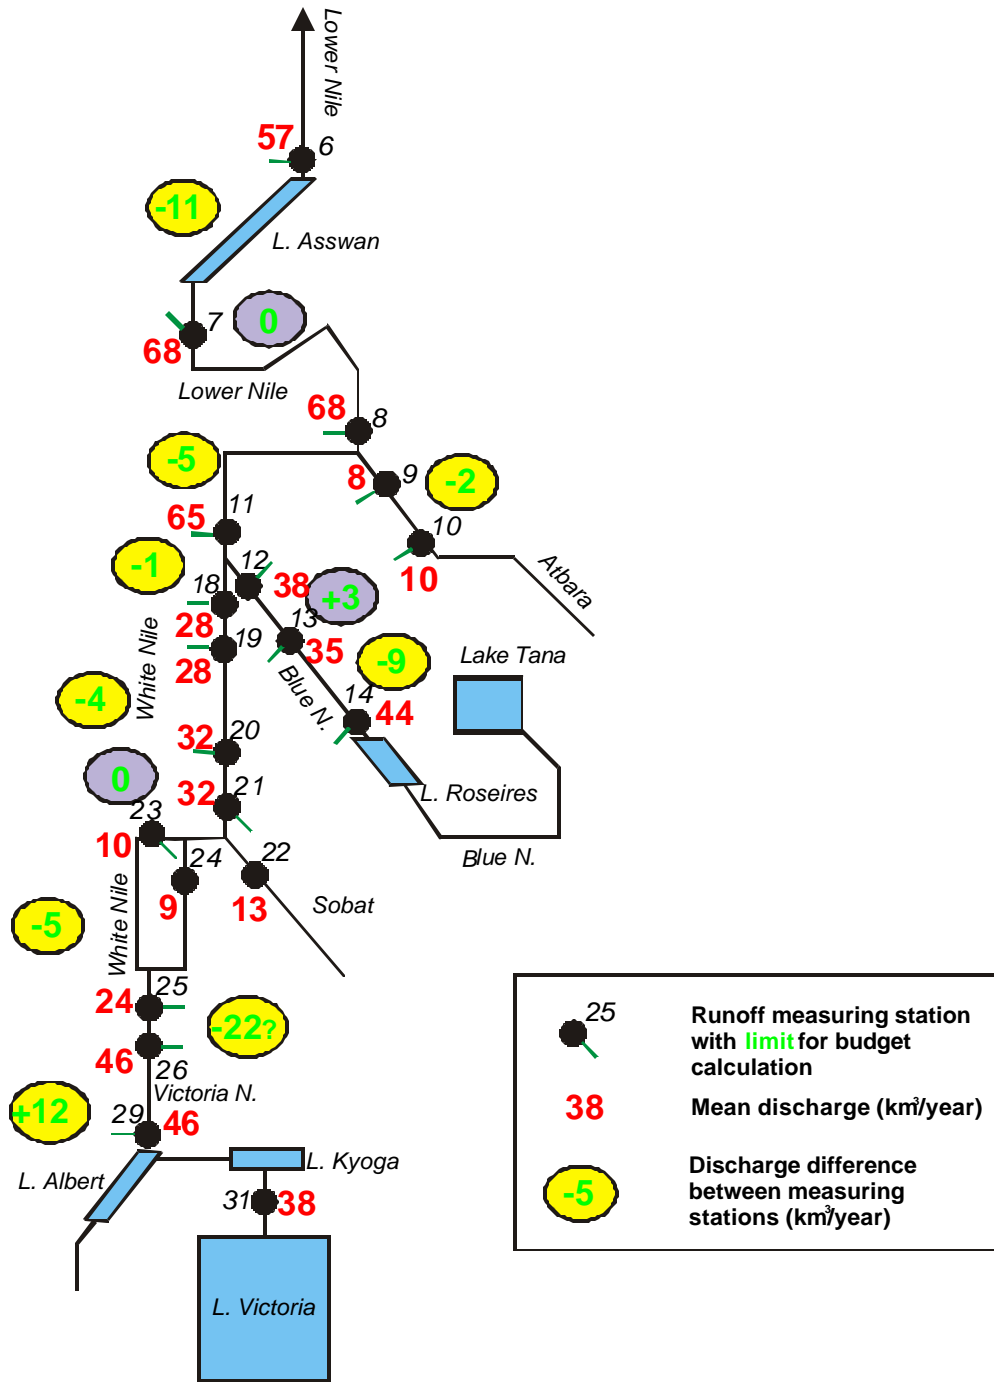 Lower Nile
57
6
-11
L. Asswan
7
0
68
Lower Nile
68
8
-5
9
8
-2
11
65
10
10
Atbara
-1
12
38
+3
18
28
13
35
19
28
White Nile
Blue N.
-9
Lake Tana
14
44
-4
20
32
0
21
32
L. Roseires
Blue N.
23
10
24
9
22
13
Sobat
White Nile
-5
25
24
-22?
46
26
Victoria N.
+12
29
46
L. Albert
L. Kyoga
31
38
L. Victoria
25
Runoff measuring station
with limit for budget
calculation
38
Mean discharge (km³/year)
-5
Discharge difference
between measuring
stations (km³/year)